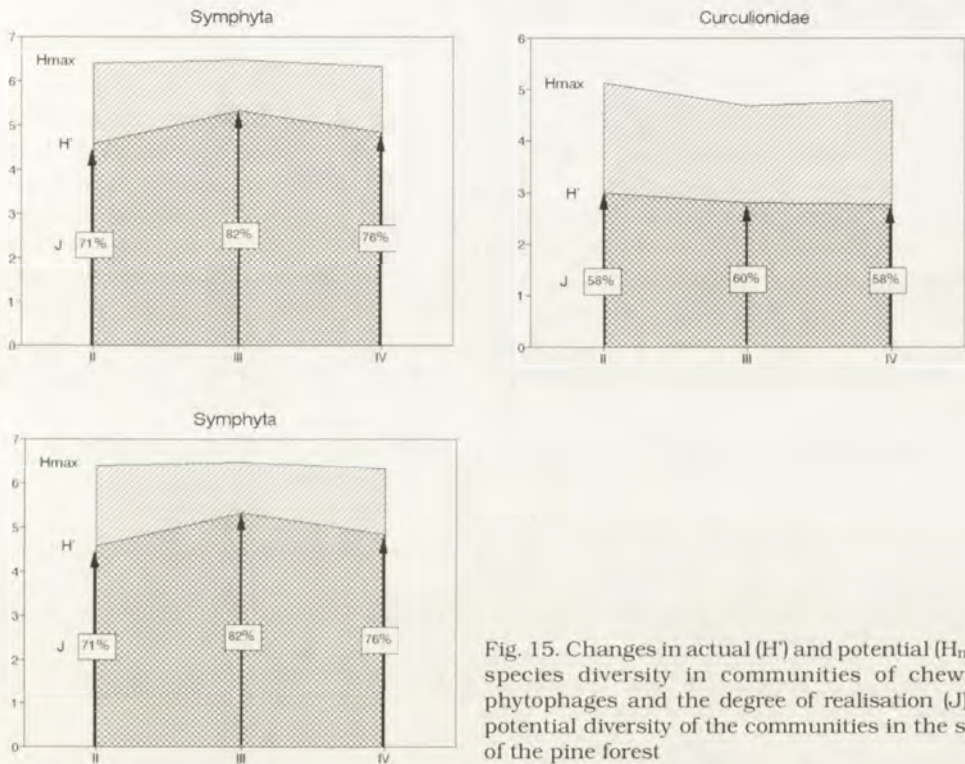 Symphyta
7
6
5
4
3
2
1
0
Hmax
H'
J
71%
82%
76%
II
III
IV
Curculionidae
6
5
4
3
2
1
0
Hmax
H'
J
58%
60%
58%
II
III
IV
Symphyta
7
6
5
4
3
2
1
0
Hmax
H'
J
71%
82%
76%
II
III
IV
Fig. 15. Changes in actual (H') and potential
species diversity in communities of chew
phytophages and the degree of realisation (J)
potential diversity of the communities in the s
of the pine forest